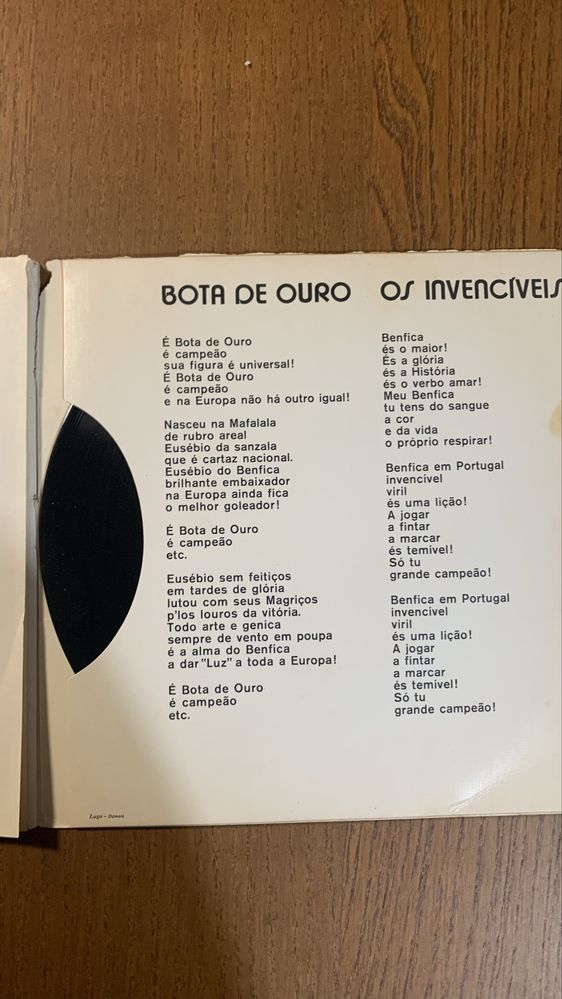 BOTA DE OURO
É Bota de Ouro
é campeão
sua figura é universal!
É Bota de Ouro
é campeão
e na Europa não há outro igual!
Nasceu na Mafalala
de rubro areal
Eusébio da sanzala
que é cartaz nacional.
Eusébio do Benfica
brilhante embaixador
na Europa ainda fica
o melhor goleador!
É Bota de Ouro
é campeão
etc.
Eusébio sem feitiços
em tardes de glória
lutou com seus Magriços
p'los louros da vitória.
Todo arte e genica
sempre de vento em poupa
é a alma do Benfica
a dar "Luz" a toda a Europa!
É Bota de Ouro
é campeão
etc.
OS INVENCÍVEIS
Benfica
és o maior!
És a glória
és a História
és o verbo amar!
Meu Benfica
tu tens do sangue
a cor
e da vida
o próprio respirar!
Benfica em Portugal
invencível
viril
és uma lição!
A jogar
a fintar
a marcar
és temível!
Só tu
grande campeão!
Benfica em Portugal
invencível
viril
és uma lição!
A jogar
a fintar
a marcar
és temível!
Só tu
grande campeão!